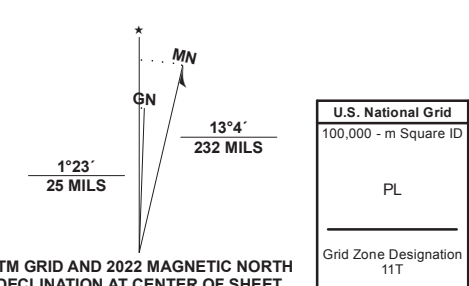 ★
MN
GN
13°4´
232 MILS
1°23´
25 MILS
TM GRID AND 2022 MAGNETIC NORTH
DECLINATION AT CENTER OF SHEET
U.S. National Grid
100,000 - m Square ID
PL
Grid Zone Designation
11T